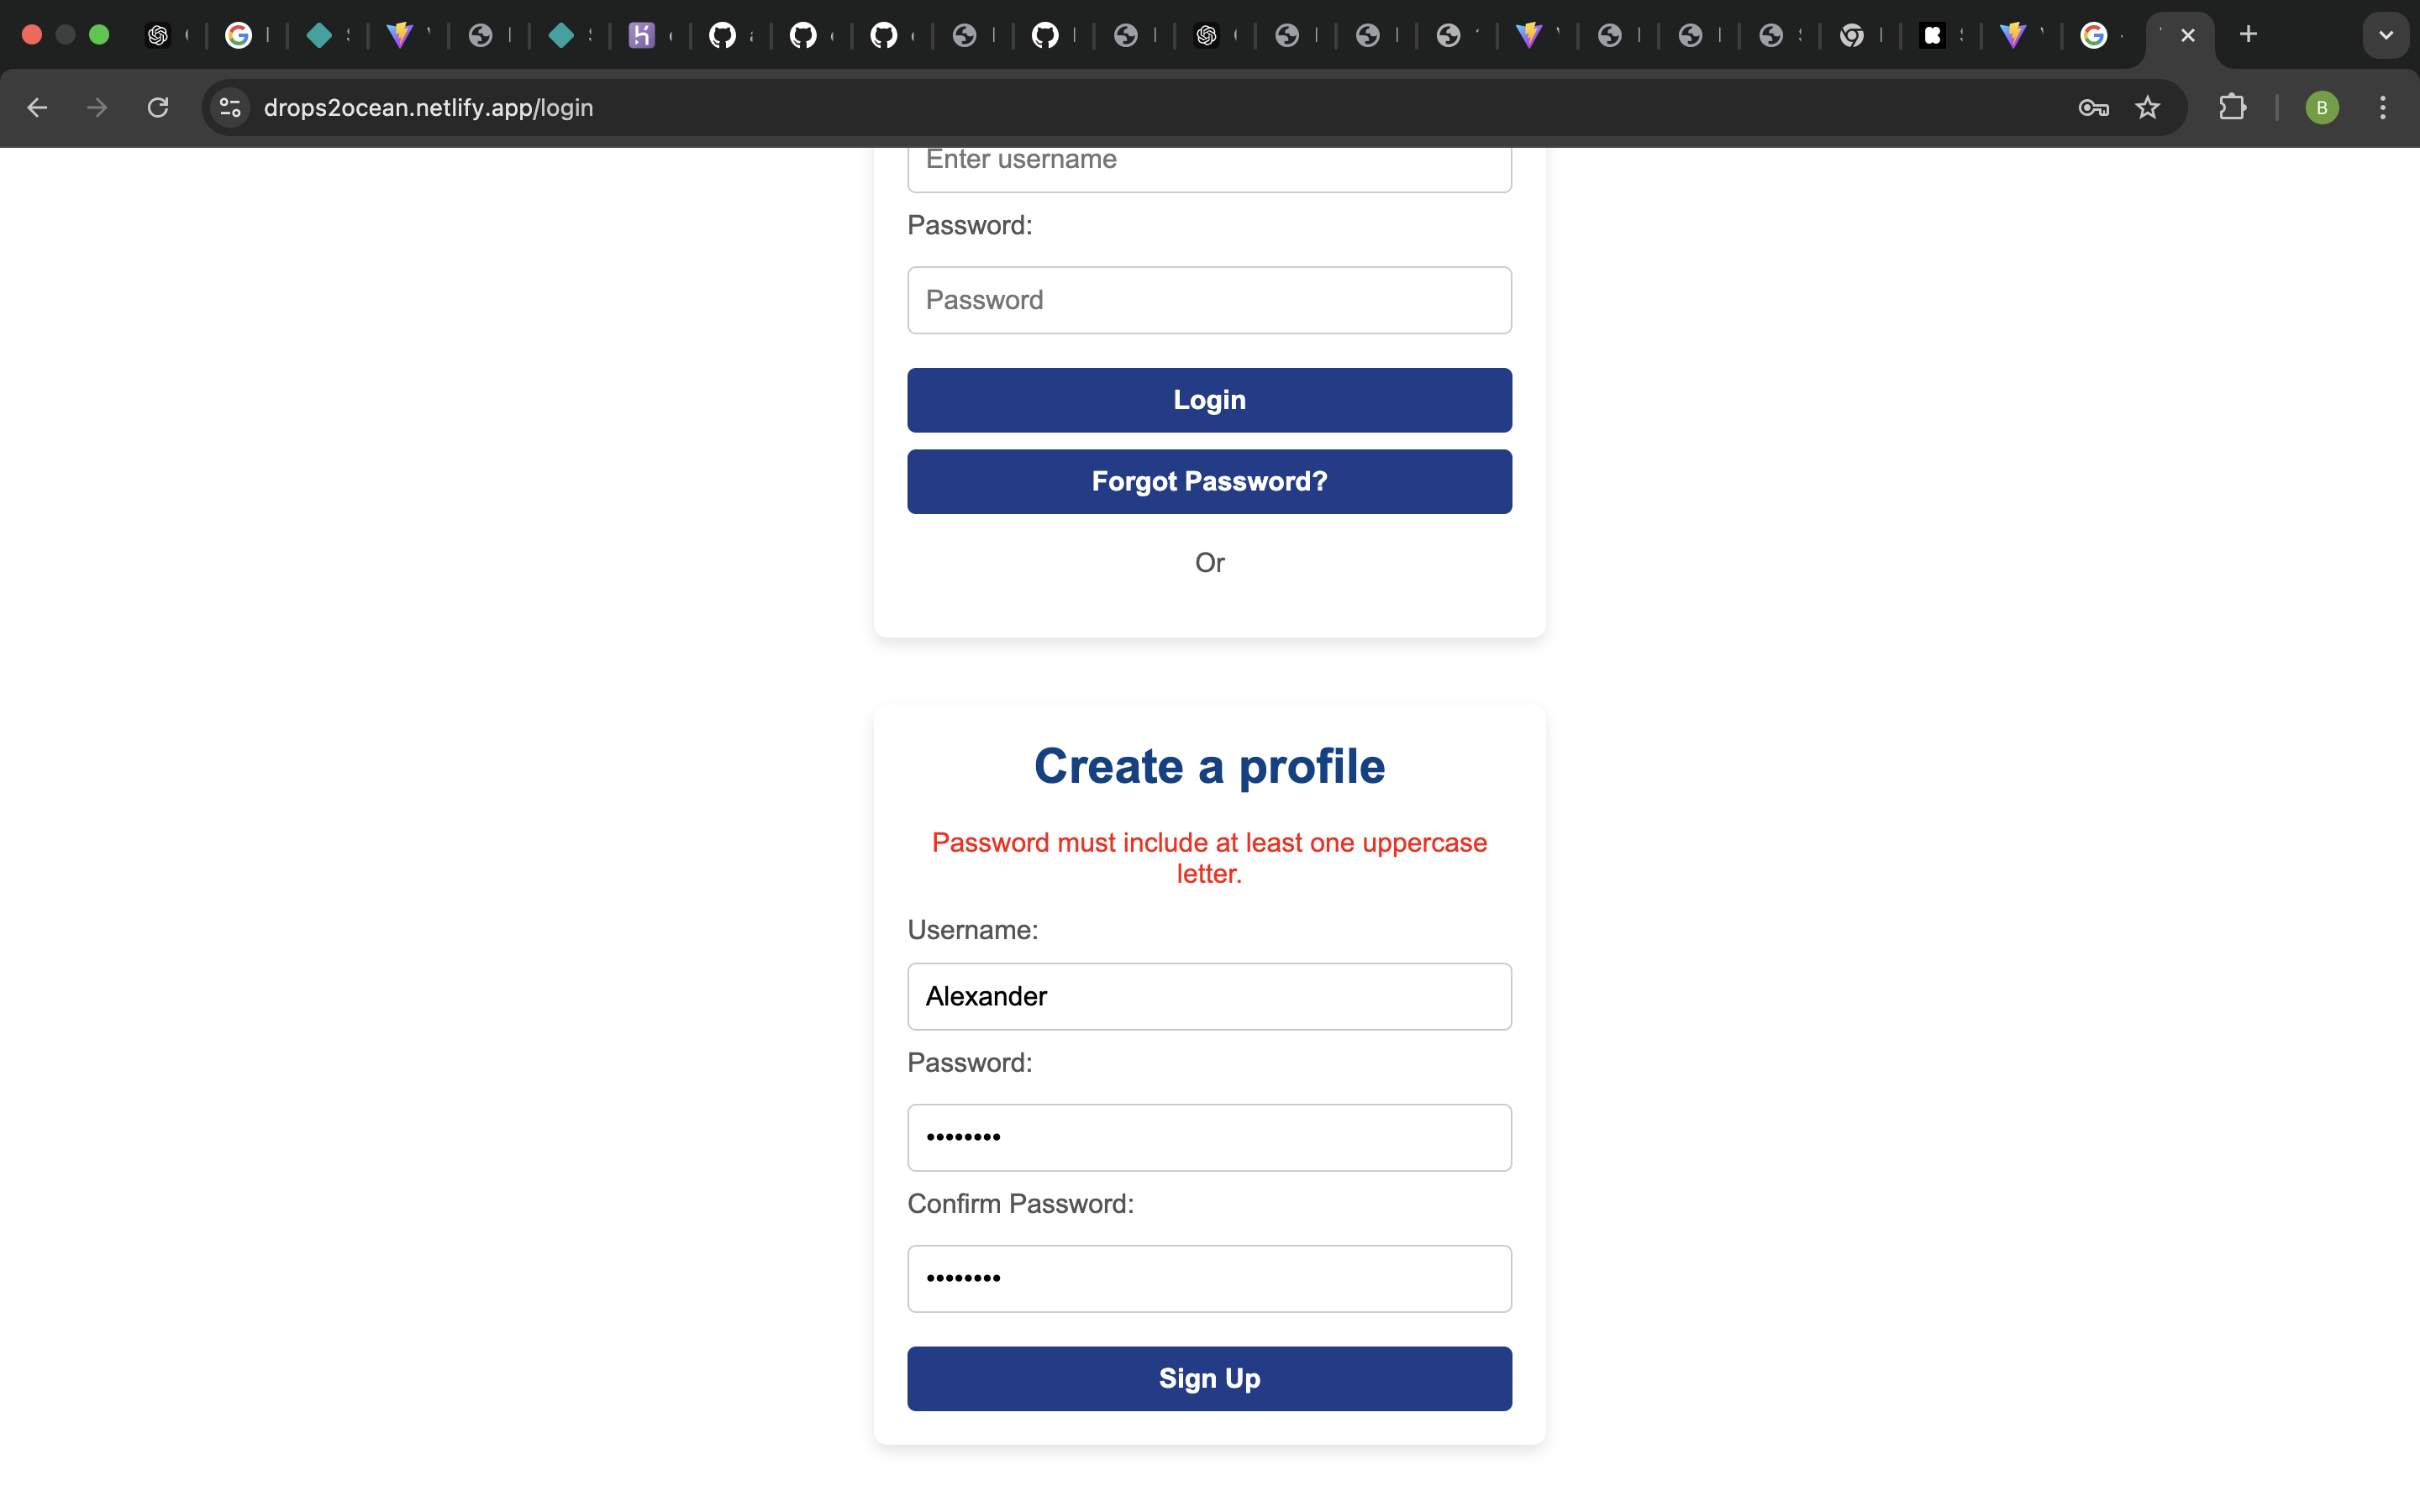 drops2ocean.netlify.app/login
B
Enter username
Password:
Password
Login
Forgot Password?
Or
Create a profile
Password must include at least one uppercase
letter.
Username:
Alexander
Password:
••••••••
Confirm Password:
••••••••
Sign Up